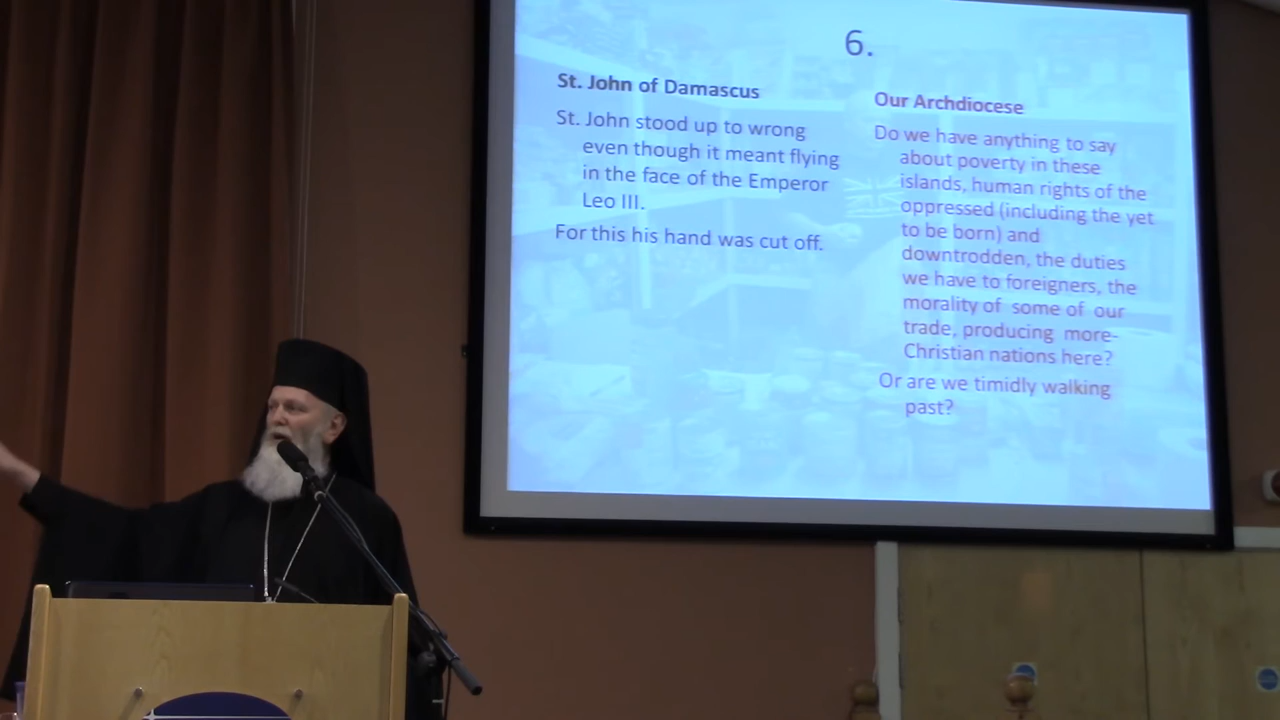 6.
St. John of Damascus
St. John stood up to wrong
even though it meant flying
in the face of the Emperor
Leo III.
For this his hand was cut off.
Our Archdiocese
Do we have anything to say
about poverty in these
islands, human rights of the
oppressed (including the yet
to be born) and
downtrodden, the duties
we have to foreigners, the
morality of some of our
trade, producing more-
Christian nations here?
Or are we timidly walking
past?